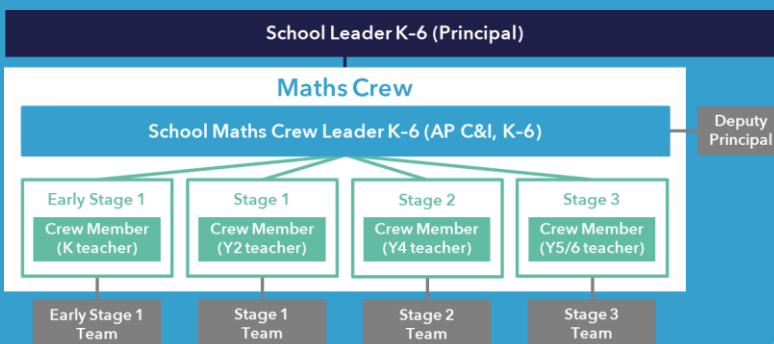 School Leader K–6 (Principal)
Maths Crew
School Maths Crew Leader K–6 (AP C&I, K–6)
Deputy
Principal
Early Stage 1
Crew Member
(K teacher)
Stage 1
Crew Member
(Y2 teacher)
Stage 2
Crew Member
(Y4 teacher)
Stage 3
Crew Member
(Y5/6 teacher)
Early Stage 1
Team
Stage 1
Team
Stage 2
Team
Stage 3
Team